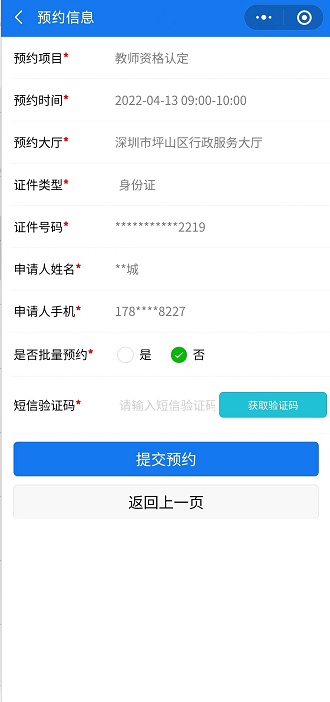 预约信息
预约项目* 教师资格认定
预约时间* 2022-04-13 09:00-10:00
预约大厅* 深圳市坪山区行政服务大厅
证件类型* 身份证
证件号码* ***********2219
申请人姓名* **城
申请人手机* 178****8227
是否批量预约* 是 否
短信验证码* 请输入短信验证码 获取验证码
提交预约
返回上一页